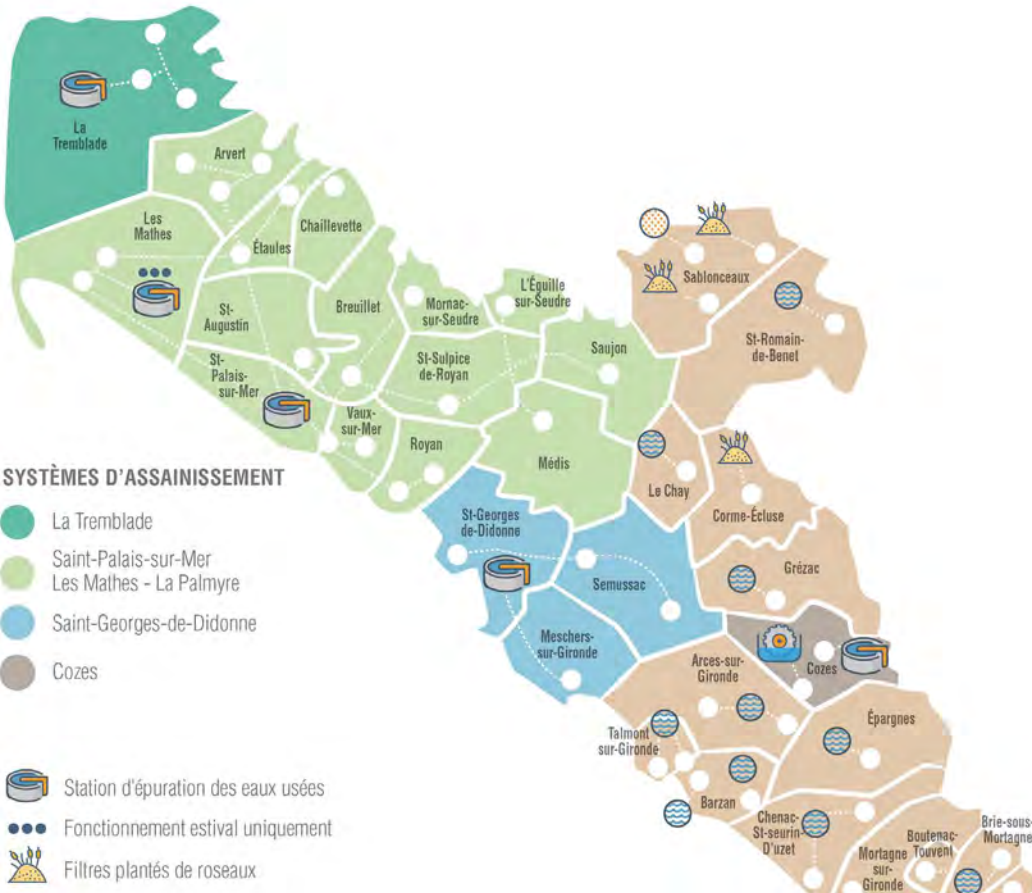 La
Tremblade
Arvert
Les
Mathes
Étaules
Chaillevette
St-
Augustin
Breuillet
Mornac-
sur-Seudre
L'Éguille
sur-Seudre
Sablonceaux
St-Romain-
de-Benet
St-
Palais-
sur-Mer
St-Sulpice
de-Royan
Saujon
Vaux-
sur-Mer
Royan
Médis
Le Chay
Corme-Écluse
SYSTÈMES D'ASSAINISSEMENT
La Tremblade
Saint-Palais-sur-Mer
Les Mathes - La Palmyre
Saint-Georges-de-Didonne
Cozes
St-Georges
de-Didonne
Semussac
Grézac
Meschers-
sur-Gironde
Arces-sur-
Gironde
Cozes
Talmont
sur-Gironde
Épargnes
Barzan
Chenac-
St-seurin-
D'uzet
Mortagne
sur-
Gironde
Boutenac-
Touvent
Brie-sous-
Mortagne
Station d'épuration des eaux usées
Fonctionnement estival uniquement
Filtres plantés de roseaux